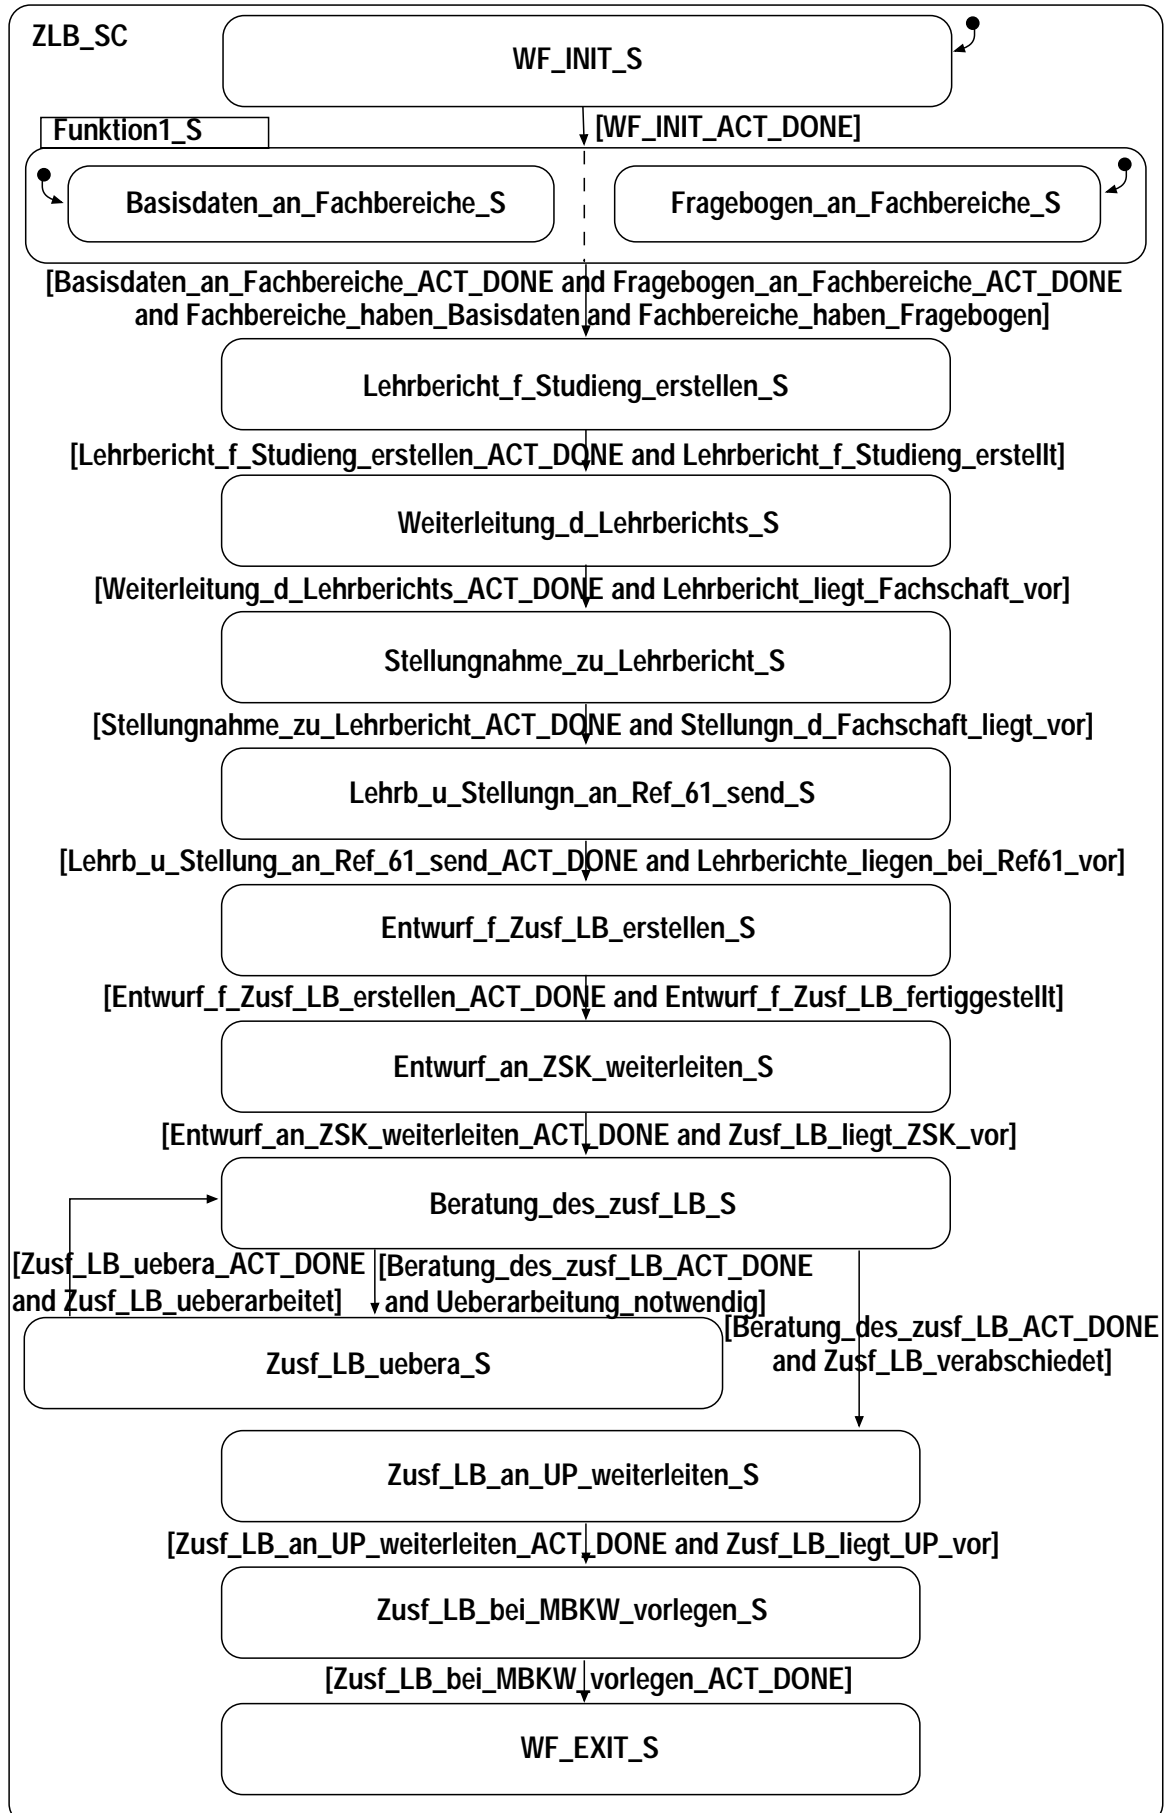 ZLB_SC
WF_INIT_S
Funktion1_S
[WF_INIT_ACT_DONE]
Basisdaten_an_Fachbereiche_S
Fragebogen_an_Fachbereiche_S
[Basisdaten_an_Fachbereiche_ACT_DONE and Fragebogen_an_Fachbereiche_ACT_DONE
and Fachbereiche_haben_Basisdaten and Fachbereiche_haben_Fragebogen]
Lehrbericht_f_Studieng_erstellen_S
[Lehrbericht_f_Studieng_erstellen_ACT_DONE and Lehrbericht_f_Studieng_erstellt]
Weiterleitung_d_Lehrberichts_S
[Weiterleitung_d_Lehrberichts_ACT_DONE and Lehrbericht_liegt_Fachschaft_vor]
Stellungnahme_zu_Lehrbericht_S
[Stellungnahme_zu_Lehrbericht_ACT_DONE and Stellungn_d_Fachschaft_liegt_vor]
Lehrb_u_Stellungn_an_Ref_61_send_S
[Lehrb_u_Stellung_an_Ref_61_send_ACT_DONE and Lehrberichte_liegen_bei_Ref61_vor]
Entwurf_f_Zusf_LB_erstellen_S
[Entwurf_f_Zusf_LB_erstellen_ACT_DONE and Entwurf_f_Zusf_LB_fertiggestellt]
Entwurf_an_ZSK_weiterleiten_S
[Entwurf_an_ZSK_weiterleiten_ACT_DONE and Zusf_LB_liegt_ZSK_vor]
Beratung_des_zusf_LB_S
[Zusf_LB_uebera_ACT_DONE
and Zusf_LB_ueberarbeitet]
[Beratung_des_zusf_LB_ACT_DONE
and Ueberarbeitung_notwendig]
[Beratung_des_zusf_LB_ACT_DONE
and Zusf_LB_verabschiedet]
Zusf_LB_uebera_S
Zusf_LB_an_UP_weiterleiten_S
[Zusf_LB_an_UP_weiterleiten_ACT_DONE and Zusf_LB_liegt_UP_vor]
Zusf_LB_bei_MBKW_vorlegen_S
[Zusf_LB_bei_MBKW_vorlegen_ACT_DONE]
WF_EXIT_S